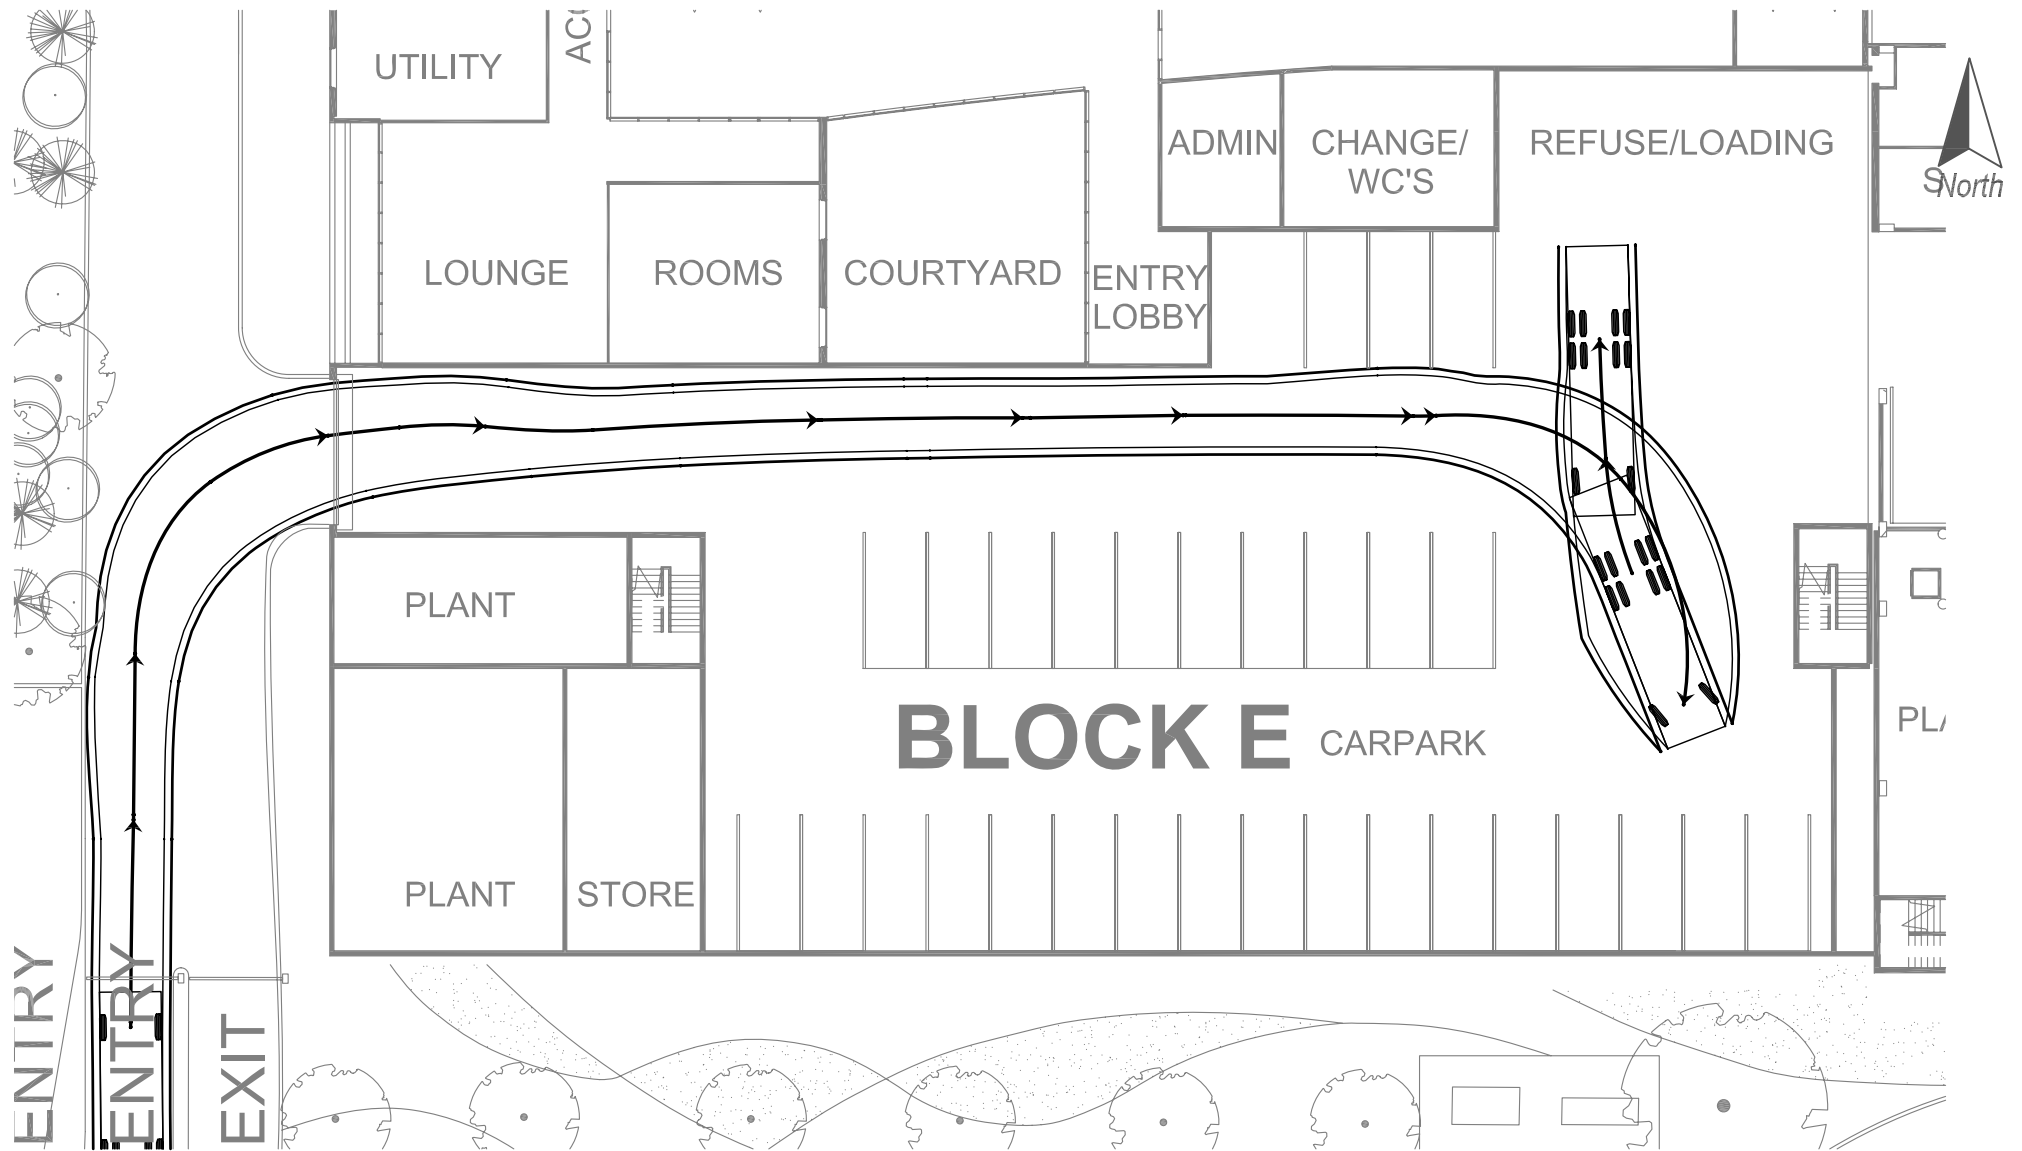 UTILITY
ADMIN
CHANGE/
WC'S
REFUSE/LOADING
North
LOUNGE
ROOMS
COURTYARD
ENTRY
LOBBY
PLANT
BLOCK E
CARPARK
PLANT
STORE
ENTRY
ENTRY
EXIT